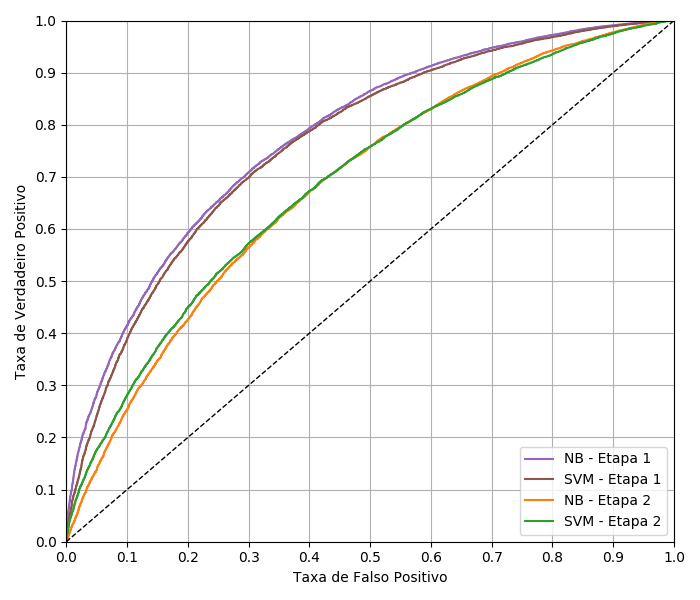 1.0
0.9
0.8
0.7
0.6
0.5
0.4
0.3
0.2
0.1
0.0
Taxa de Verdadeiro Positivo
NB - Etapa 1
SVM - Etapa 1
NB - Etapa 2
SVM - Etapa 2
0.0 0.1 0.2 0.3 0.4 0.5 0.6 0.7 0.8 0.9 1.0
Taxa de Falso Positivo